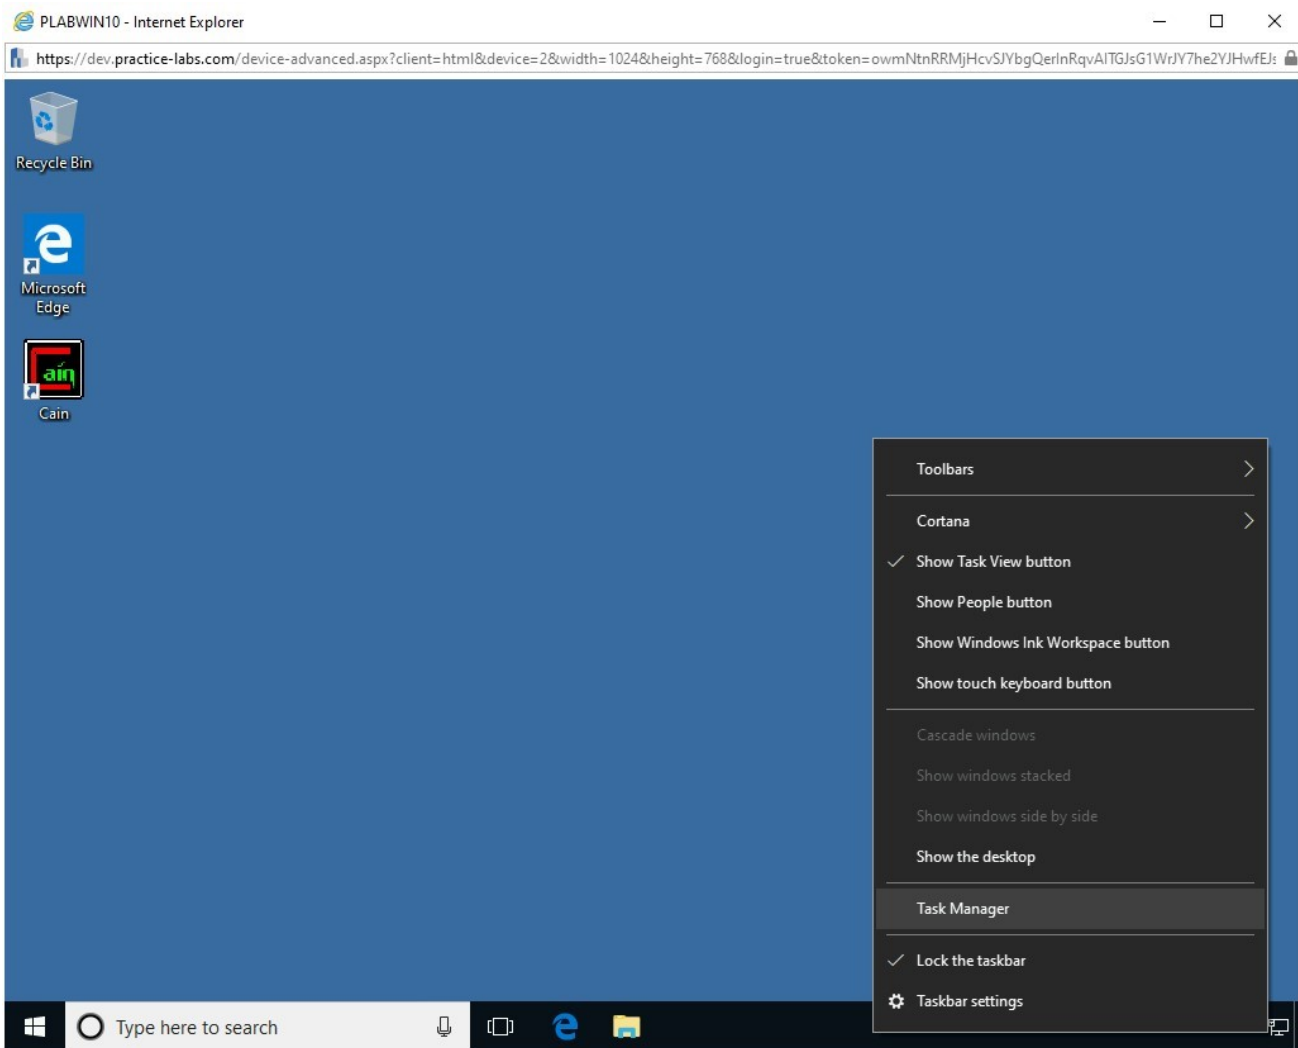 PLABWIN10 - Internet Explorer
https://dev.practice-labs.com/device-advanced.aspx?client=html&device=2&width=1024&height=768&login=true&token=
Recycle Bin
Microsoft
Edge
ain
Cain
Toolbars
Cortana
Show Task View button
Show People button
Show Windows Ink Workspace button
Show touch keyboard button
Cascade windows
Show windows stacked
Show windows side by side
Show the desktop
Task Manager
Lock the taskbar
Taskbar settings
Type here to search